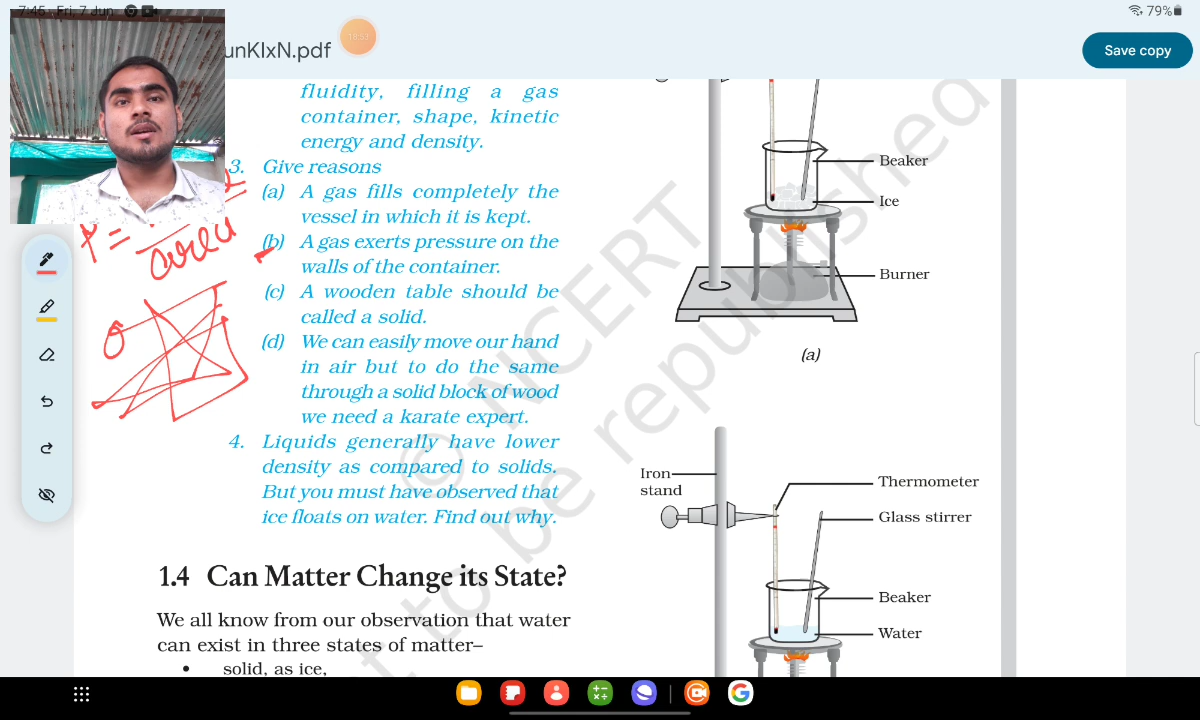 7:45 Fri, 7 Jun
79%
unKIxN.pdf
18:53
Save copy
fluidity, filling a gas
container, shape, kinetic
energy and density.
3. Give reasons
(a) A gas fills completely the
vessel in which it is kept.
(b) A gas exerts pressure on the
walls of the container.
(c) A wooden table should be
called a solid.
(d) We can easily move our hand
in air but to do the same
through a solid block of wood
we need a karate expert.
4. Liquids generally have lower
density as compared to solids.
But you must have observed that
ice floats on water. Find out why.
1.4 Can Matter Change its State?
We all know from our observation that water
can exist in three states of matter–
• solid, as ice,
P =
area
Beaker
Ice
Burner
(a)
Iron
stand
Thermometer
Glass stirrer
Beaker
Water
© NCERT
t to be republished